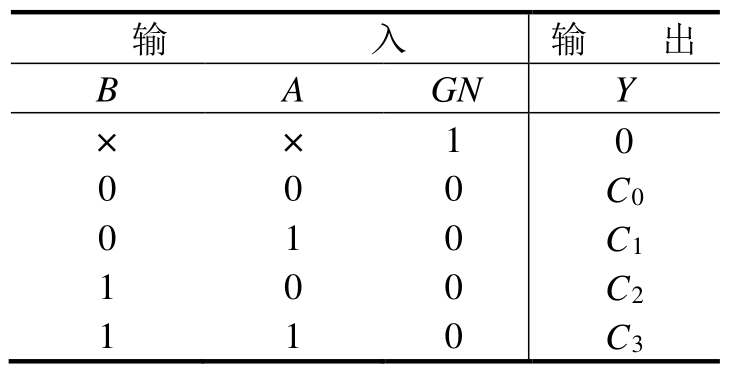 输 入 输 出
B A GN Y
× × 1 0
0 0 0 C₀
0 1 0 C₁
1 0 0 C₂
1 1 0 C₃